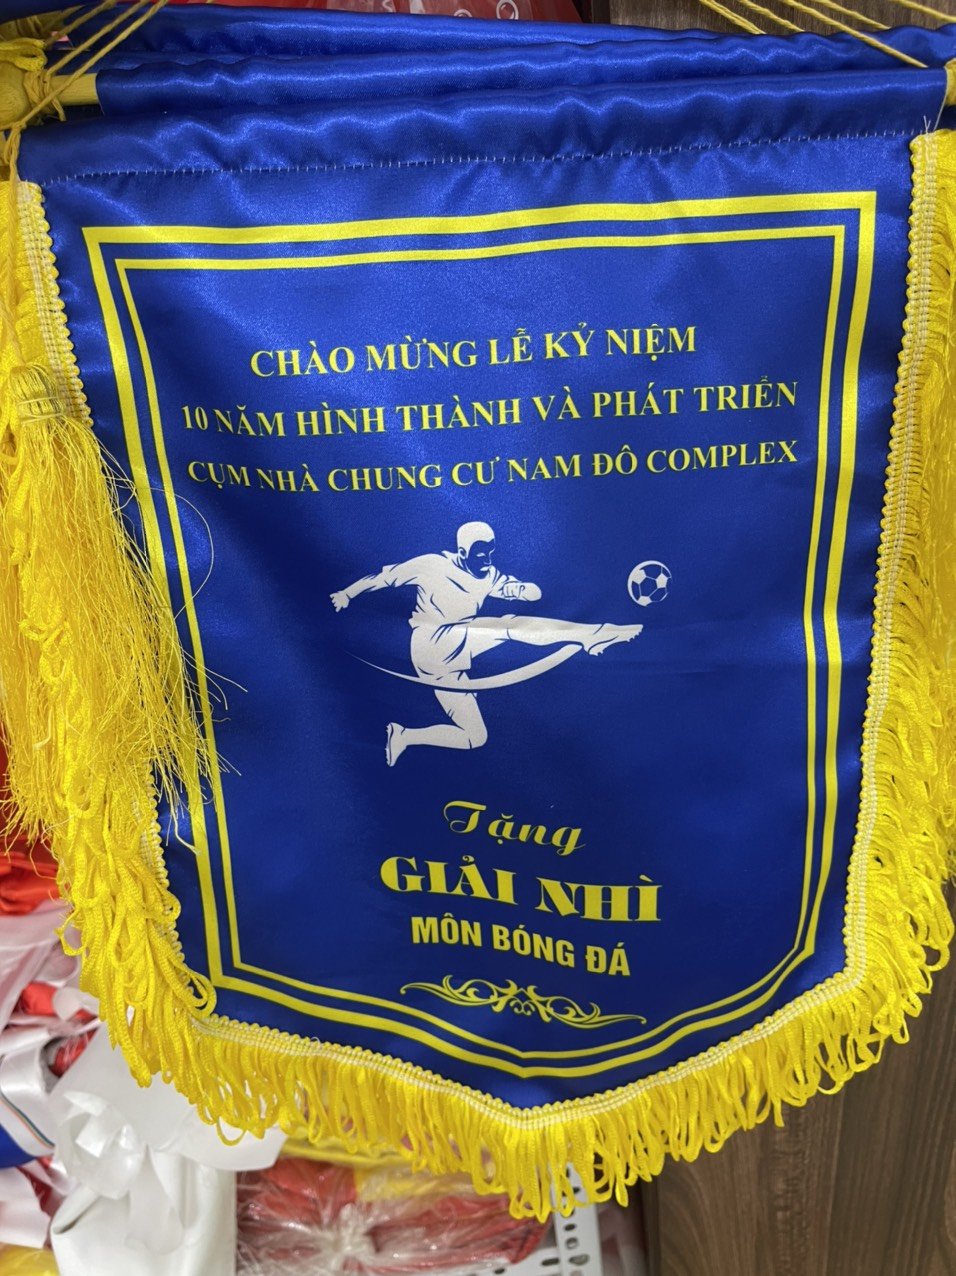 CHÀO MỪNG LỄ KỶ NIỆM
10 NĂM HÌNH THÀNH VÀ PHÁT TRIỂN
CỤM NHÀ CHUNG CƯ NAM ĐÔ COMPLEX
Tặng
GIẢI NHÌ
MÔN BÓNG ĐÁ